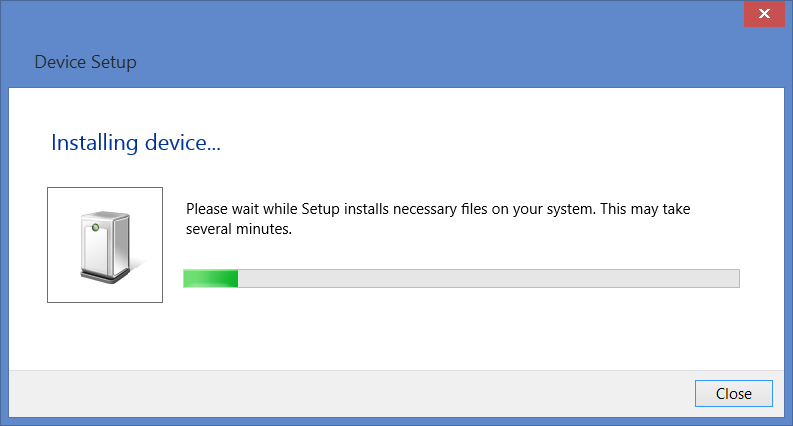 Device Setup
Installing device...
Please wait while Setup installs necessary files on your system. This may take
several minutes.
Close